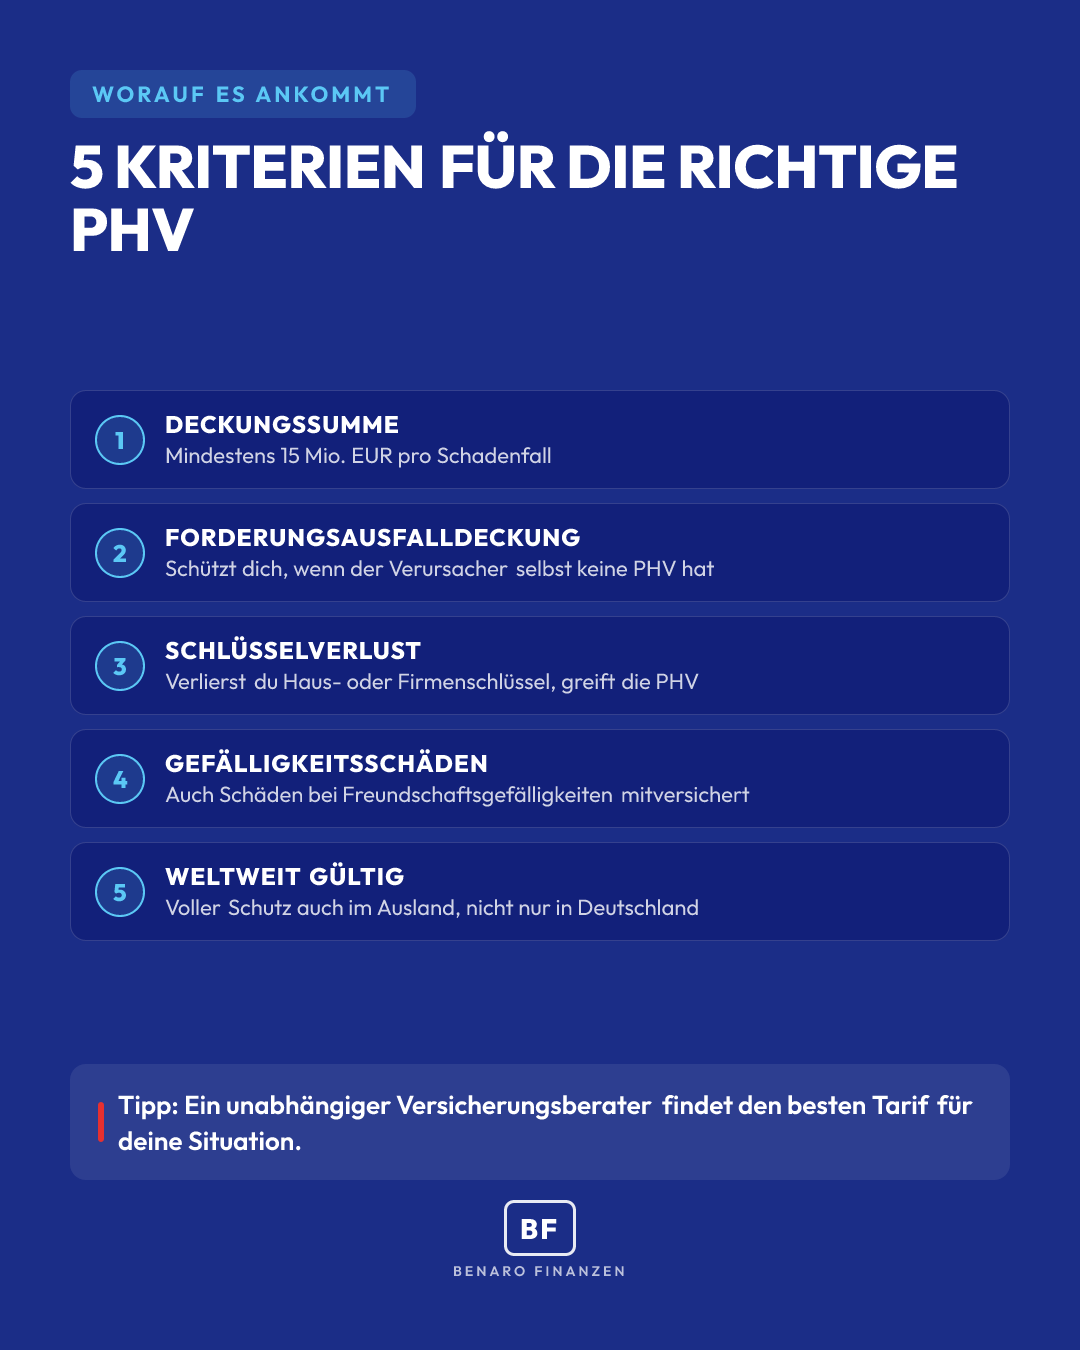 WORAUF ES ANKOMMT
5 KRITERIEN FÜR DIE RICHTIGE
PHV
1
DECKUNGSSUMME
Mindestens 15 Mio. EUR pro Schadenfall
2
FORDERUNGSAUSFALLDECKUNG
Schützt dich, wenn der Verursacher selbst keine PHV hat
3
SCHLÜSSELVERLUST
Verlierst du Haus- oder Firmenschlüssel, greift die PHV
4
GEFÄLLIGKEITSSCHÄDEN
Auch Schäden bei Freundschaftsgefälligkeiten mitversichert
5
WELTWEIT GÜLTIG
Voller Schutz auch im Ausland, nicht nur in Deutschland
Tipp: Ein unabhängiger Versicherungsberater findet den besten Tarif für
deine Situation.
BF
BENARO FINANZEN